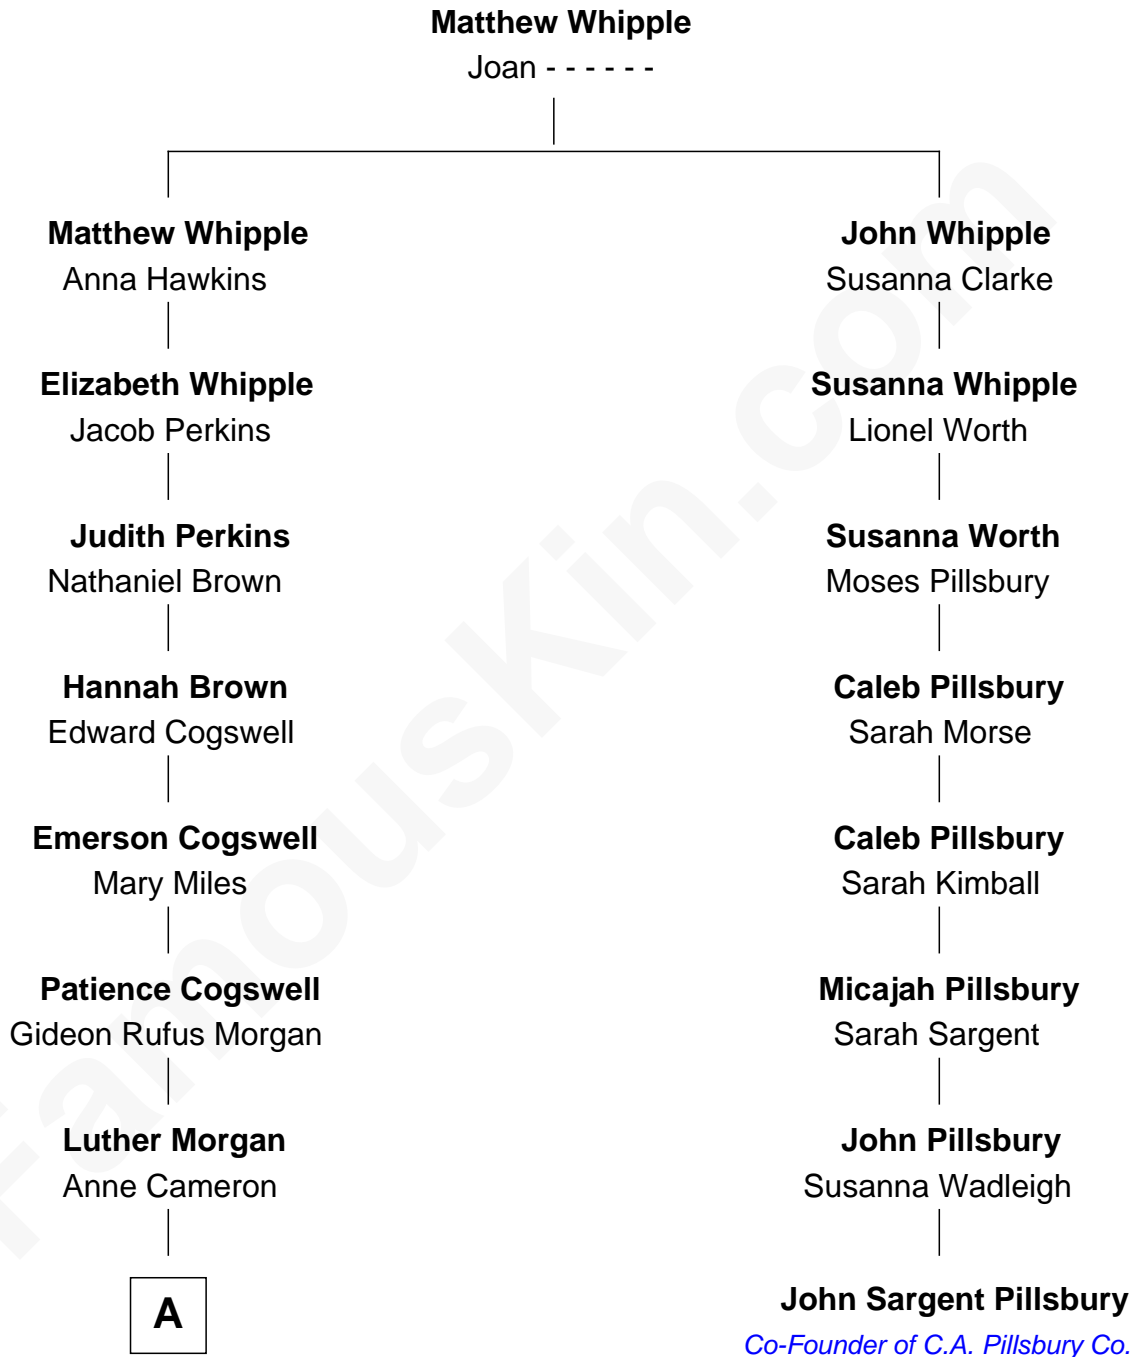 Matthew Whipple
Joan - - - - - -
Matthew Whipple
Anna Hawkins
John Whipple
Susanna Clarke
Elizabeth Whipple
Jacob Perkins
Susanna Whipple
Lionel Worth
Judith Perkins
Nathaniel Brown
Susanna Worth
Moses Pillsbury
Hannah Brown
Edward Cogswell
Caleb Pillsbury
Sarah Morse
Emerson Cogswell
Mary Miles
Caleb Pillsbury
Sarah Kimball
Patience Cogswell
Gideon Rufus Morgan
Micajah Pillsbury
Sarah Sargent
Luther Morgan
Anne Cameron
John Pillsbury
Susanna Wadleigh
A
John Sargent Pillsbury
Co-Founder of C.A. Pillsbury Co.
FamousKin.com